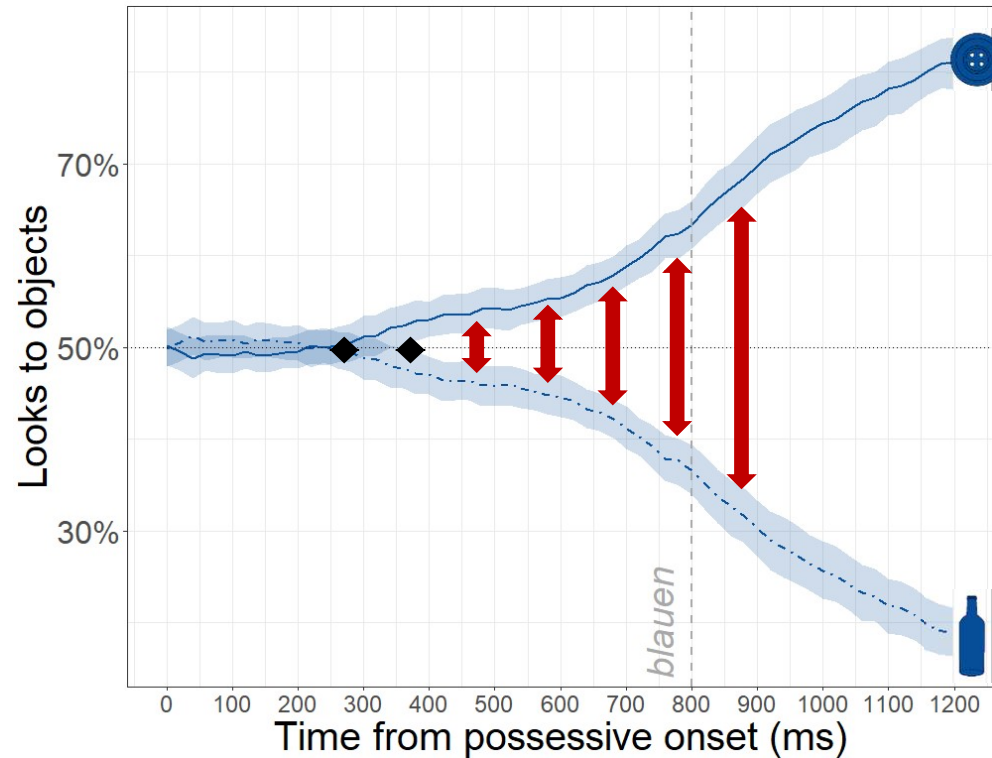 Looks to objects
70%
50%
30%
blauen
0 100 200 300 400 500 600 700 800 900 1000 1100 1200
Time from possessive onset (ms)